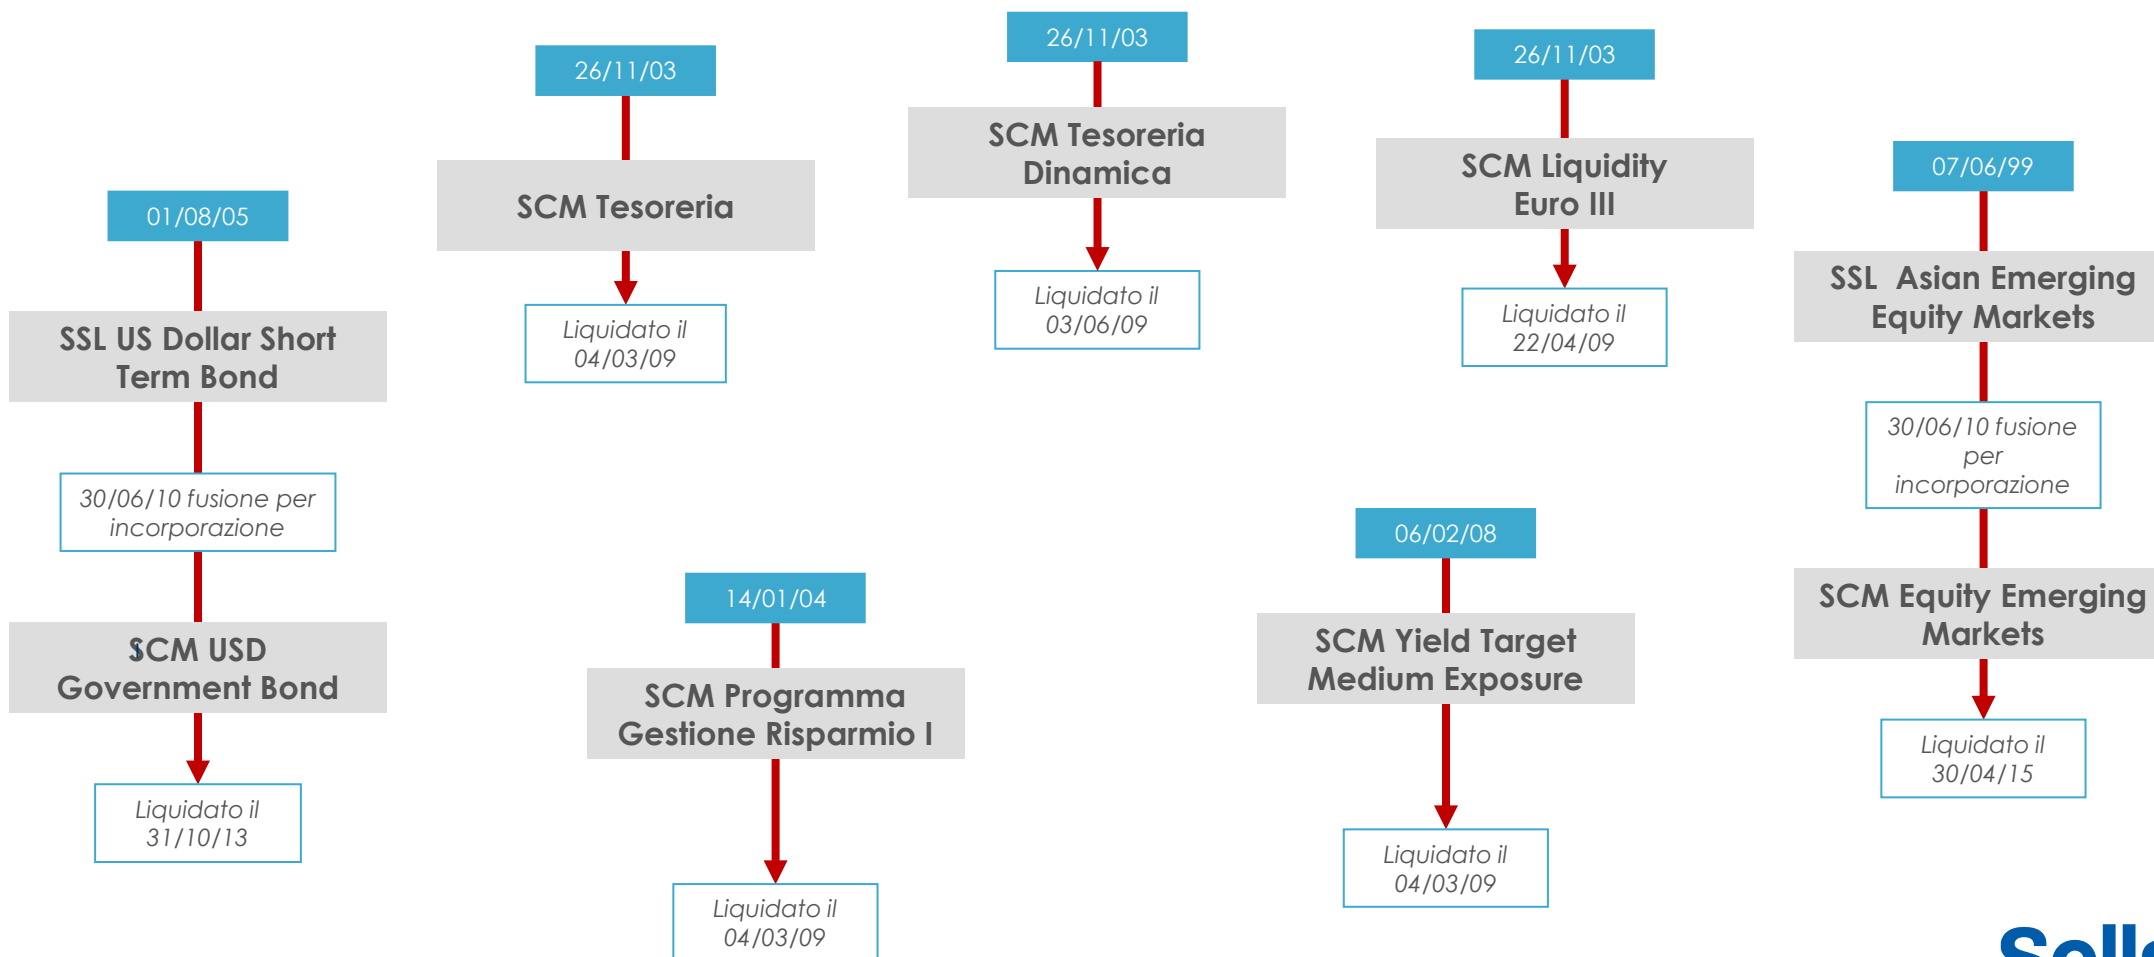 01/08/05
SSL US Dollar Short
Term Bond
30/06/10 fusione per
incorporazione
SCM USD
Government Bond
Liquidato il
31/10/13
26/11/03
SCM Tesoreria
Liquidato il
04/03/09
26/11/03
SCM Tesoreria
Dinamica
Liquidato il
03/06/09
26/11/03
SCM Liquidity
Euro III
Liquidato il
22/04/09
07/06/99
SSL Asian Emerging
Equity Markets
30/06/10 fusione
per
incorporazione
SCM Equity Emerging
Markets
Liquidato il
30/04/15
14/01/04
SCM Programma
Gestione Risparmio I
Liquidato il
04/03/09
06/02/08
SCM Yield Target
Medium Exposure
Liquidato il
04/03/09